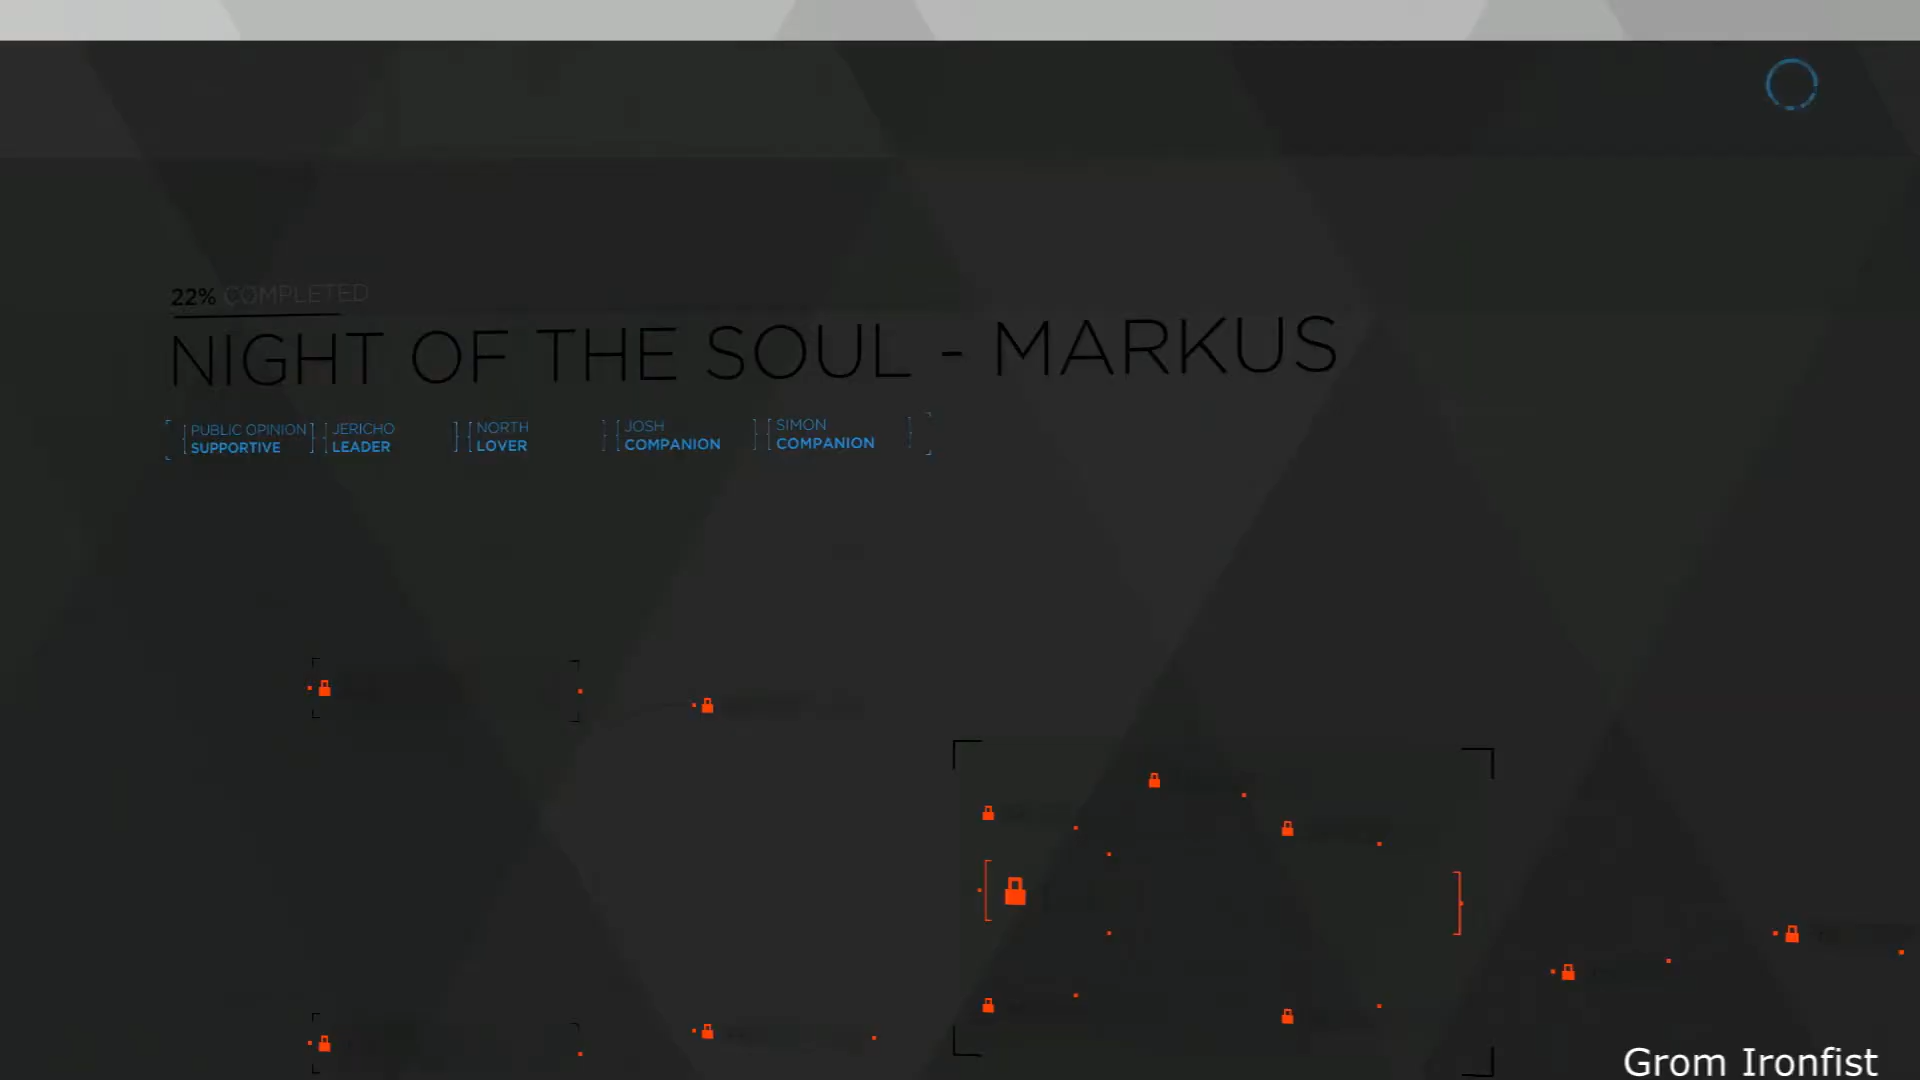 22% COMPLETED
NIGHT OF THE SOUL - MARKUS
PUBLIC OPINION
SUPPORTIVE
JERICHO
LEADER
NORTH
LOVER
JOSH
COMPANION
SIMON
COMPANION
Grom Ironfist